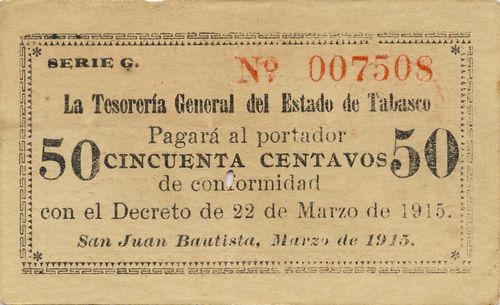 SERIE G.
Nº 007508
La Tesorería General del Estado de Tabasco
Pagará al portador
50 CINCUENTA CENTAVOS 50
de conformidad
con el Decreto de 22 de Marzo de 1915.
San Juan Bautista, Marzo de 1915.